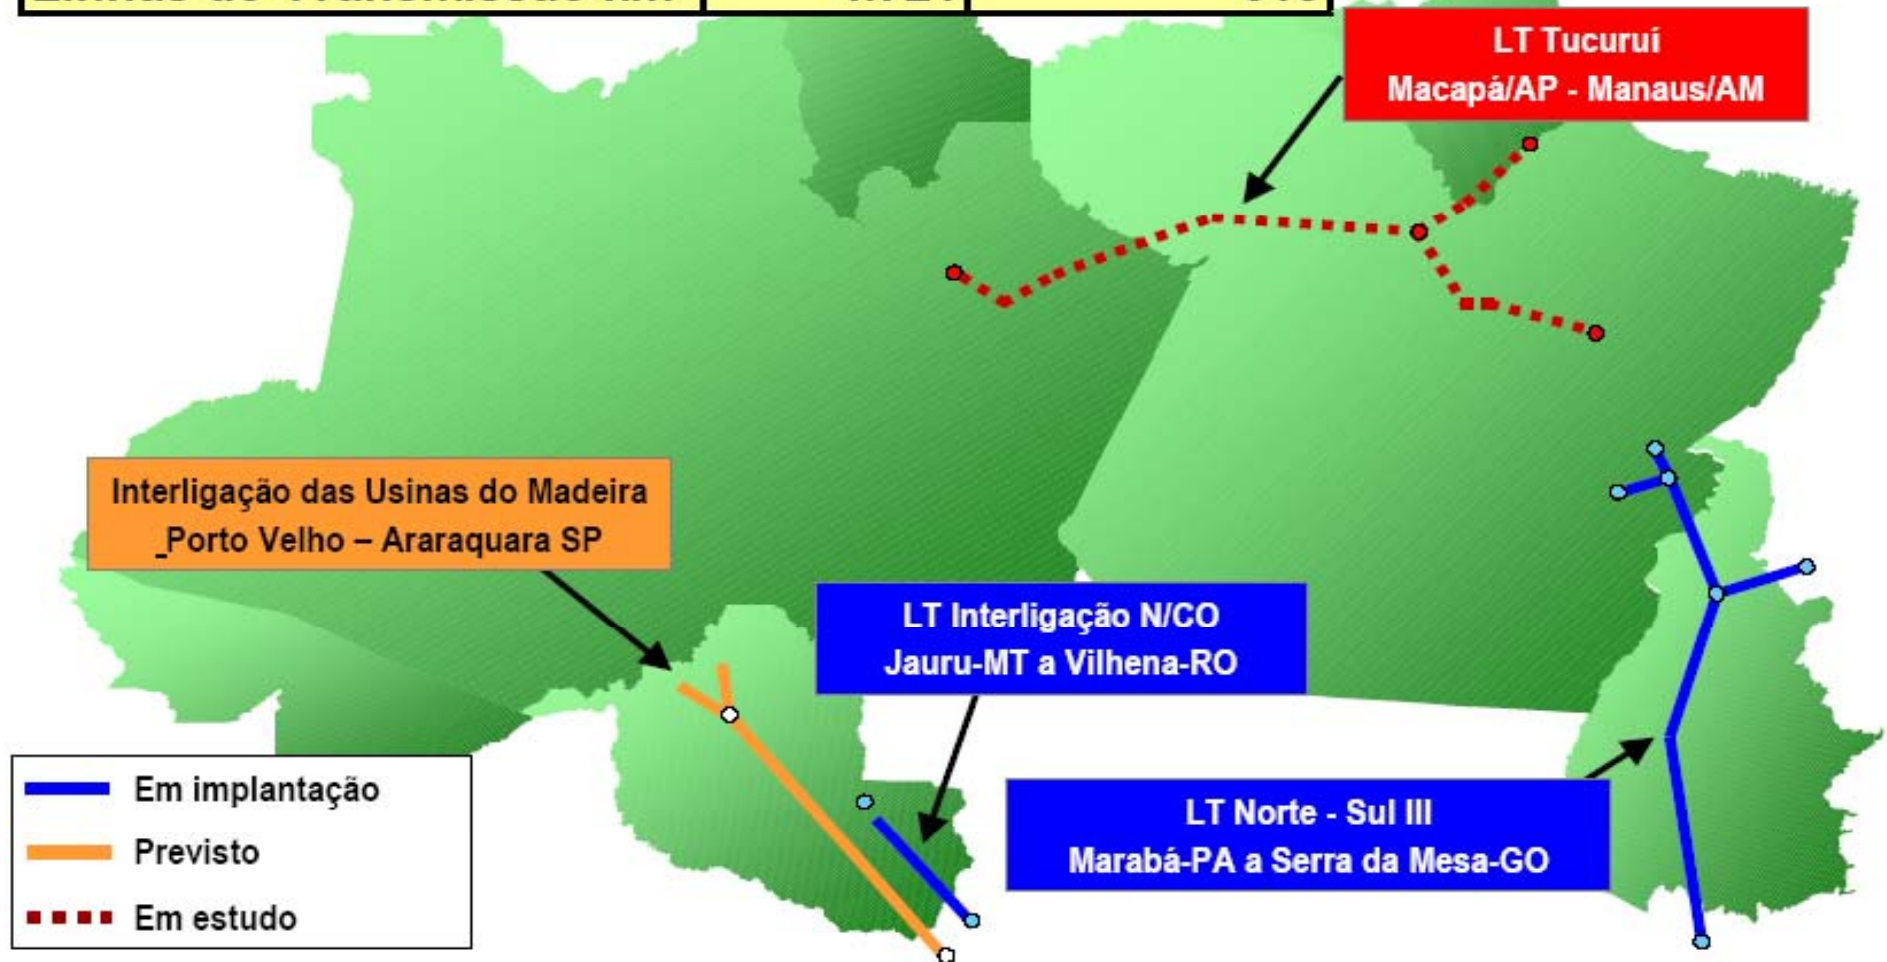 LT Tucuruí
Macapá/AP - Manaus/AM
Interligação das Usinas do Madeira
_Porto Velho – Araraquara SP
LT Interligação N/CO
Jauru-MT a Vilhena-RO
LT Norte - Sul III
Marabá-PA a Serra da Mesa-GO
Em implantação
Previsto
Em estudo